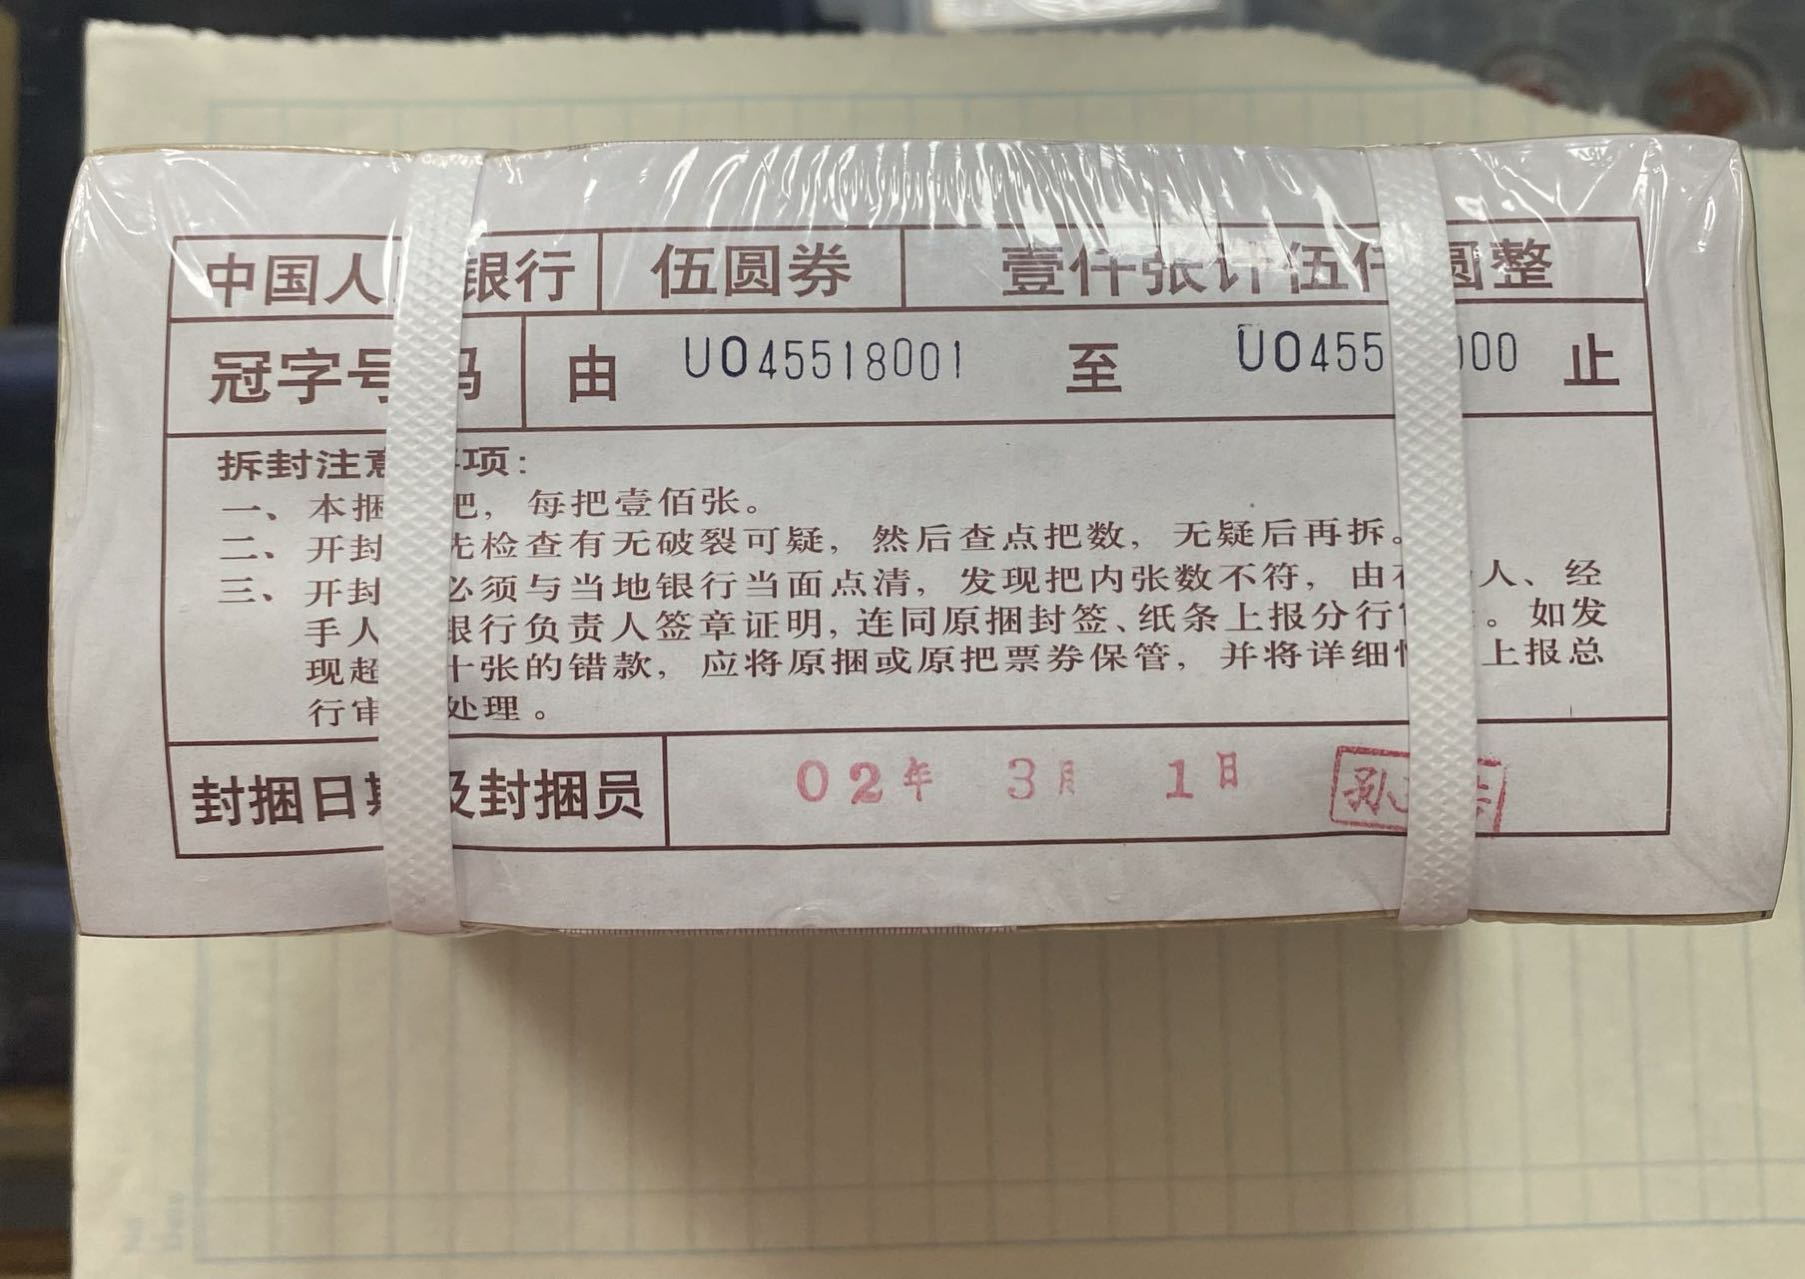 中国人 银行 伍圆券 壹仟张计伍仟圆整
冠字号码 由 UO45518001 至 UO455 000 止
拆封注意 项：
一、本捆 把，每把壹佰张。
二、开封 先检查有无破裂可疑，然后查点把数，无疑后再拆。
三、开封 必须与当地银行当面点清，发现把内张数不符，由 人、经
手人 银行负责人签章证明，连同原捆封签、纸条上报分行 。如发
现超 十张的错款，应将原捆或原把票券保管，并将详细情 上报总
行审 处理。
封捆日期及封捆员 02年 3月 1日 孙